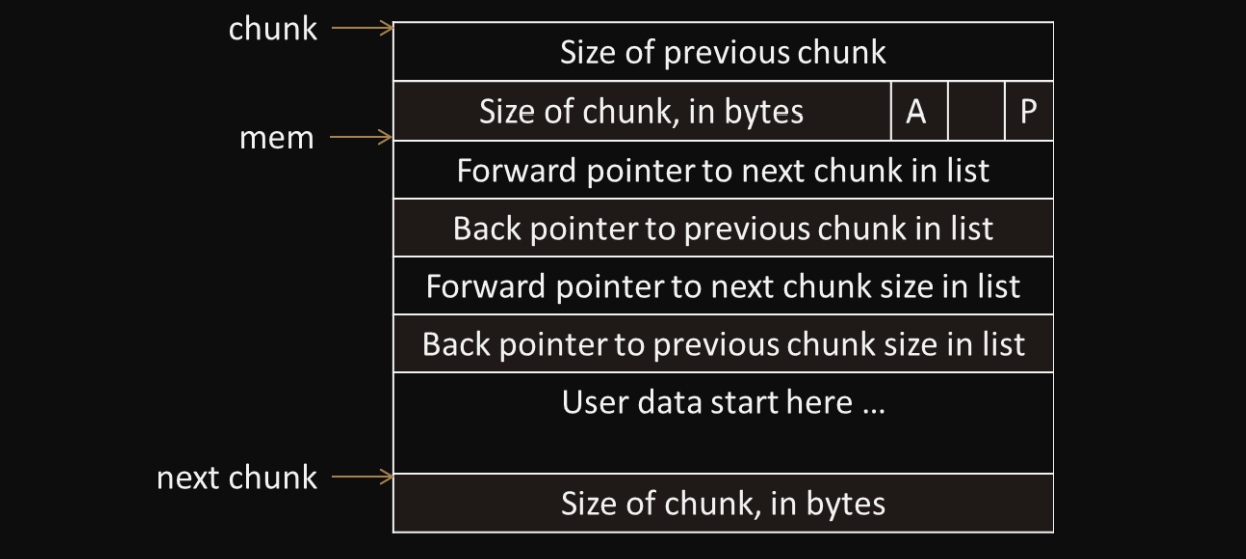 chunk
Size of previous chunk
Size of chunk, in bytes A P
mem
Forward pointer to next chunk in list
Back pointer to previous chunk in list
Forward pointer to next chunk size in list
Back pointer to previous chunk size in list
User data start here ...
next chunk
Size of chunk, in bytes